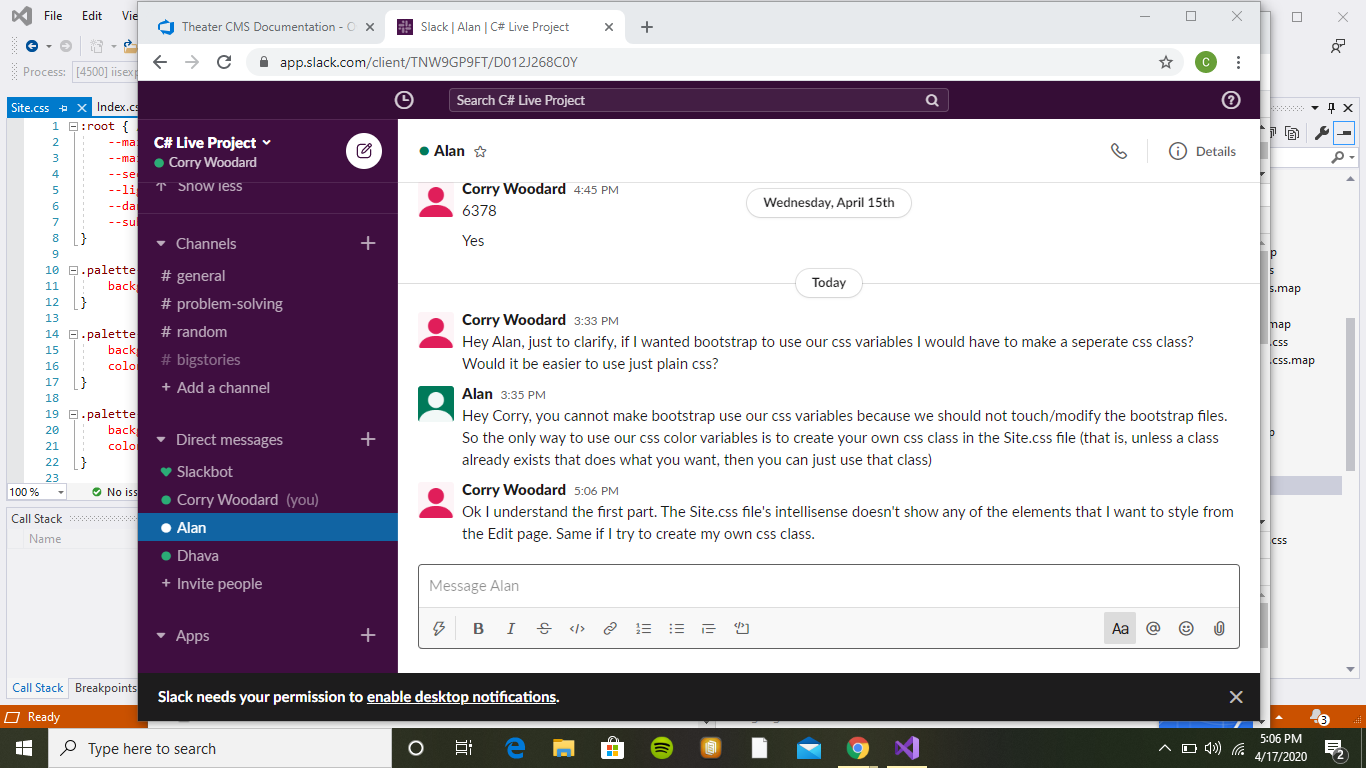 File Edit Vie
Process: [4500] iisexp
Site.css Index.cs
1 :root {
2 --mai
3 --mai
4 --sec
5 --lig
6 --dar
7 --sub
8 }
9
10 .palette
11 backg
12 }
13
14 .palette
15 backg
16 color
17 }
18
19 .palette
20 backg
21 color
22 }
23
100 % No iss
Call Stack
Name
Call Stack Breakpoints
Ready
Theater CMS Documentation - O
Slack | Alan | C# Live Project
app.slack.com/client/TNW9GP9FT/D012J268C0Y
C
Search C# Live Project
C# Live Project
Corry Woodard
Show less
Channels
# general
# problem-solving
# random
# bigstories
+ Add a channel
Direct messages
Slackbot
Corry Woodard (you)
Alan
Dhava
+ Invite people
Apps
Alan
Details
Corry Woodard 4:45 PM
6378
Wednesday, April 15th
Yes
Today
Corry Woodard 3:33 PM
Hey Alan, just to clarify, if I wanted bootstrap to use our css variables I would have to make a seperate css class?
Would it be easier to use just plain css?
Alan 3:35 PM
Hey Corry, you cannot make bootstrap use our css variables because we should not touch/modify the bootstrap files.
So the only way to use our css color variables is to create your own css class in the Site.css file (that is, unless a class
already exists that does what you want, then you can just use that class)
Corry Woodard 5:06 PM
Ok I understand the first part. The Site.css file's intellisense doesn't show any of the elements that I want to style from
the Edit page. Same if I try to create my own css class.
Message Alan
B I S Aa @
Slack needs your permission to enable desktop notifications.
p
s
s.map
map
.css
.css.map
p
css
3
Type here to search
5:06 PM
4/17/2020
2